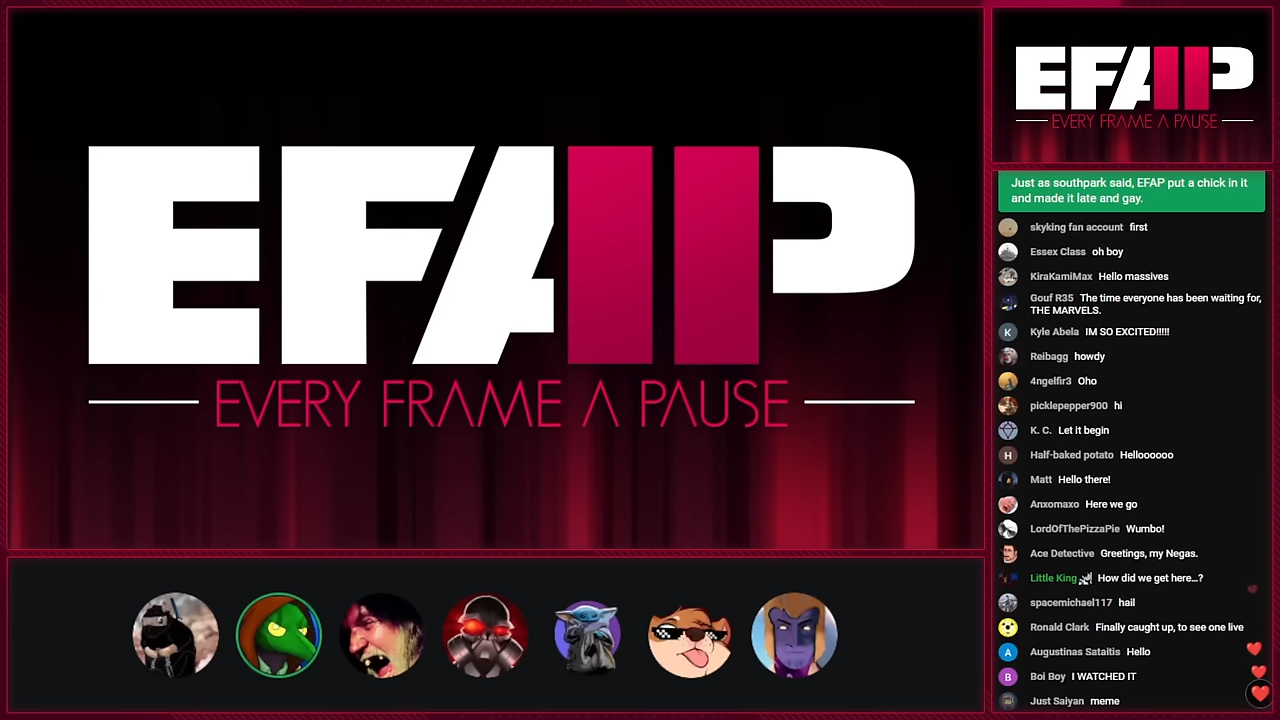 EFAP
EVERY FRAME A PAUSE
EFAP
EVERY FRAME A PAUSE
Just as southpark said, EFAP put a chick in it
and made it late and gay.
skyking fan account first
Essex Class oh boy
KiraKamiMax Hello massives
Gouf R35 The time everyone has been waiting for,
THE MARVELS.
K
Kyle Abela IM SO EXCITED!!!!!
Reibagg howdy
4ngelfir3 Oho
picklepepper900 hi
K. C. Let it begin
H
Half-baked potato Helloooooo
Matt Hello there!
Anxomaxo Here we go
LordOfThePizzaPie Wumbo!
Ace Detective Greetings, my Negas.
Little King How did we get here...?
spacemichael117 hail
Ronald Clark Finally caught up, to see one live
A
Augustinas Sataitis Hello
B
Boi Boy I WATCHED IT
Just Saiyan meme